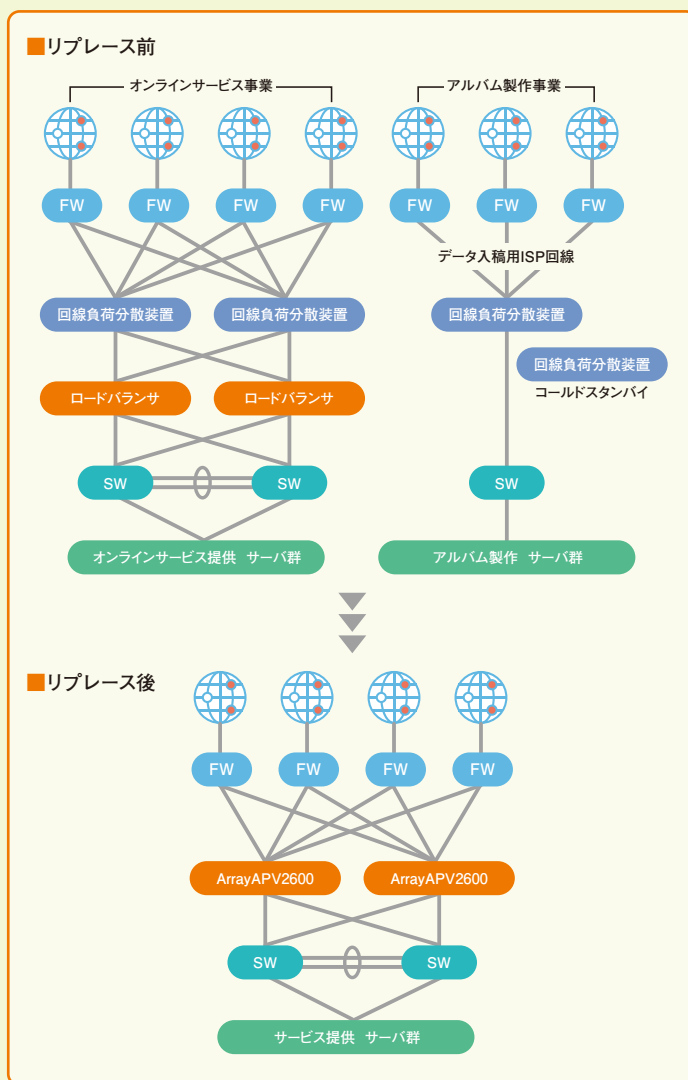 ■リプレース前
オンラインサービス事業 アルバム製作事業
FW FW FW FW FW FW FW
データ入稿用ISP回線
回線負荷分散装置 回線負荷分散装置 回線負荷分散装置
回線負荷分散装置
コールドスタンバイ
ロードバランサ ロードバランサ
SW SW SW
オンラインサービス提供 サーバ群 アルバム製作 サーバ群
■リプレース後
FW FW FW FW
ArrayAPV2600 ArrayAPV2600
SW SW
サービス提供 サーバ群